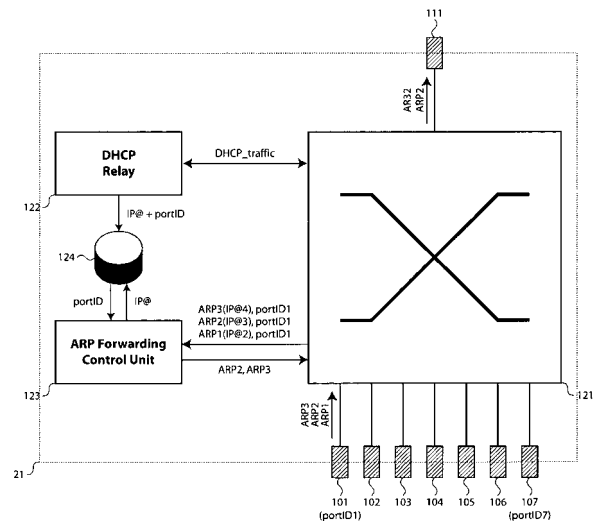 111
AR32
ARP2
DHCP
Relay
DHCP_traffic
122
IP@ + portID
124
portID
IP@
ARP3(IP@4), portID1
ARP2(IP@3), portID1
ARP1(IP@2), portID1
ARP Forwarding
Control Unit
ARP2, ARP3
123
121
ARP3
ARP2
ARP1
21
101
(portID1)
102
103
104
105
106
107
(portID7)